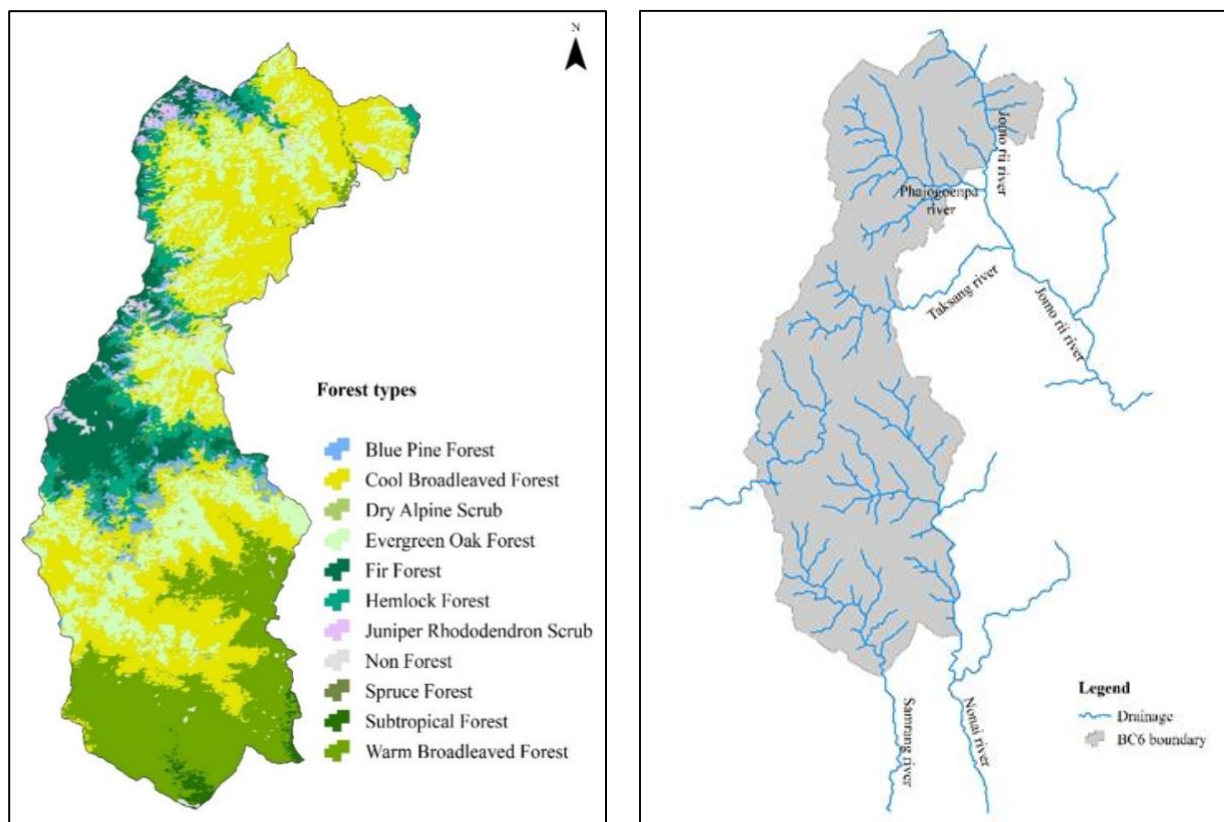 N
Forest types
Blue Pine Forest
Cool Broadleaved Forest
Dry Alpine Scrub
Evergreen Oak Forest
Fir Forest
Hemlock Forest
Juniper Rhododendron Scrub
Non Forest
Spruce Forest
Subtropical Forest
Warm Broadleaved Forest
Jomo rii river
Phajogoenpa
river
Taksang river
Jomo rii river
Samrang river
Nonai river
Legend
Drainage
BC6 boundary